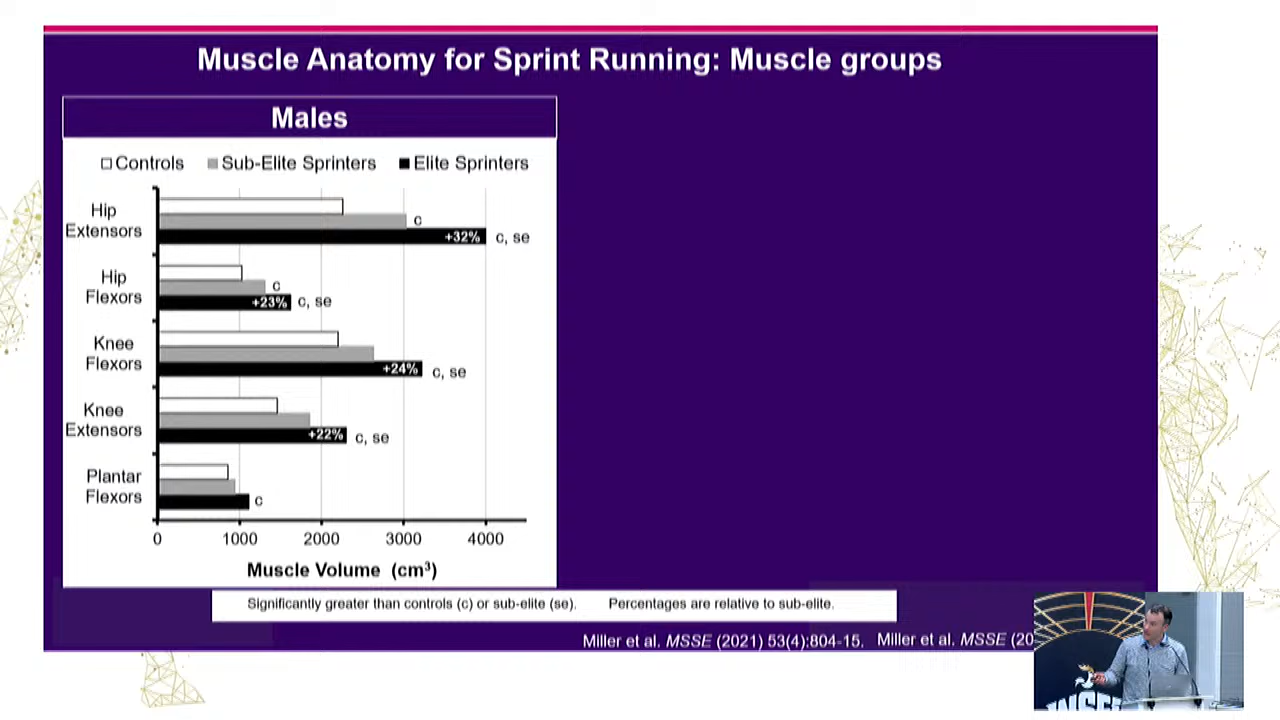 Muscle Anatomy for Sprint Running: Muscle groups
Males
Controls Sub-Elite Sprinters Elite Sprinters
Hip
Extensors
c
+32% c, se
Hip
Flexors
c
+23% c, se
Knee
Flexors
+24% c, se
Knee
Extensors
+22% c, se
Plantar
Flexors
c
0 1000 2000 3000 4000
Muscle Volume (cm³)
Significantly greater than controls (c) or sub-elite (se). Percentages are relative to sub-elite.
Miller et al. MSSE (2021) 53(4):804-15. Miller et al. MSSE (20